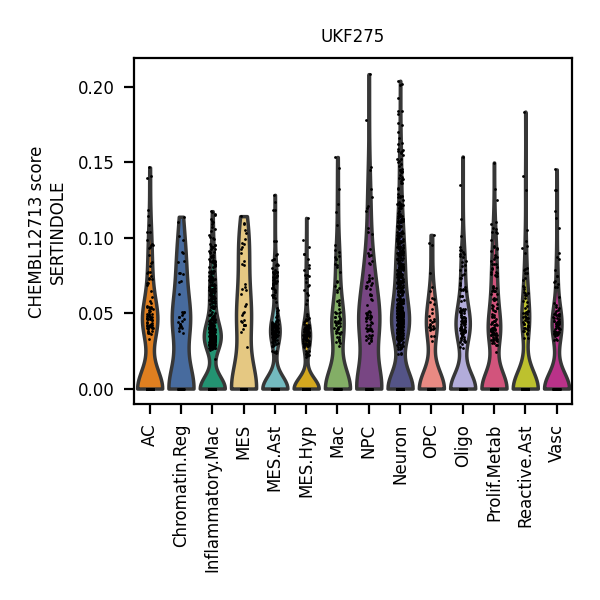 UKF275
CHEMBL12713 score
SERTINDOLE
0.20
0.15
0.10
0.05
0.00
AC
Chromatin.Reg
Inflammatory.Mac
MES
MES.Ast
MES.Hyp
Mac
NPC
Neuron
OPC
Oligo
Prolif.Metab
Reactive.Ast
Vasc